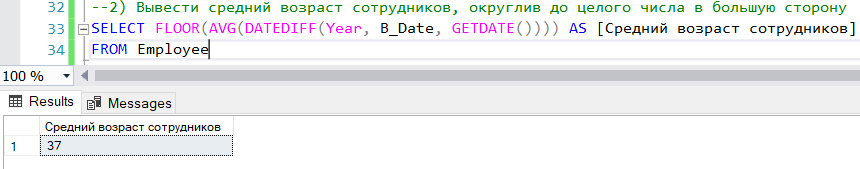 32 --2) Вывести средний возраст сотрудников, округлив до целого числа в большую сторону
33 SELECT FLOOR(AVG(DATEDIFF(Year, B_Date, GETDATE()))) AS [Средний возраст сотрудников]
34 FROM Employee
100 %
Results Messages
Средний возраст сотрудников
1 37